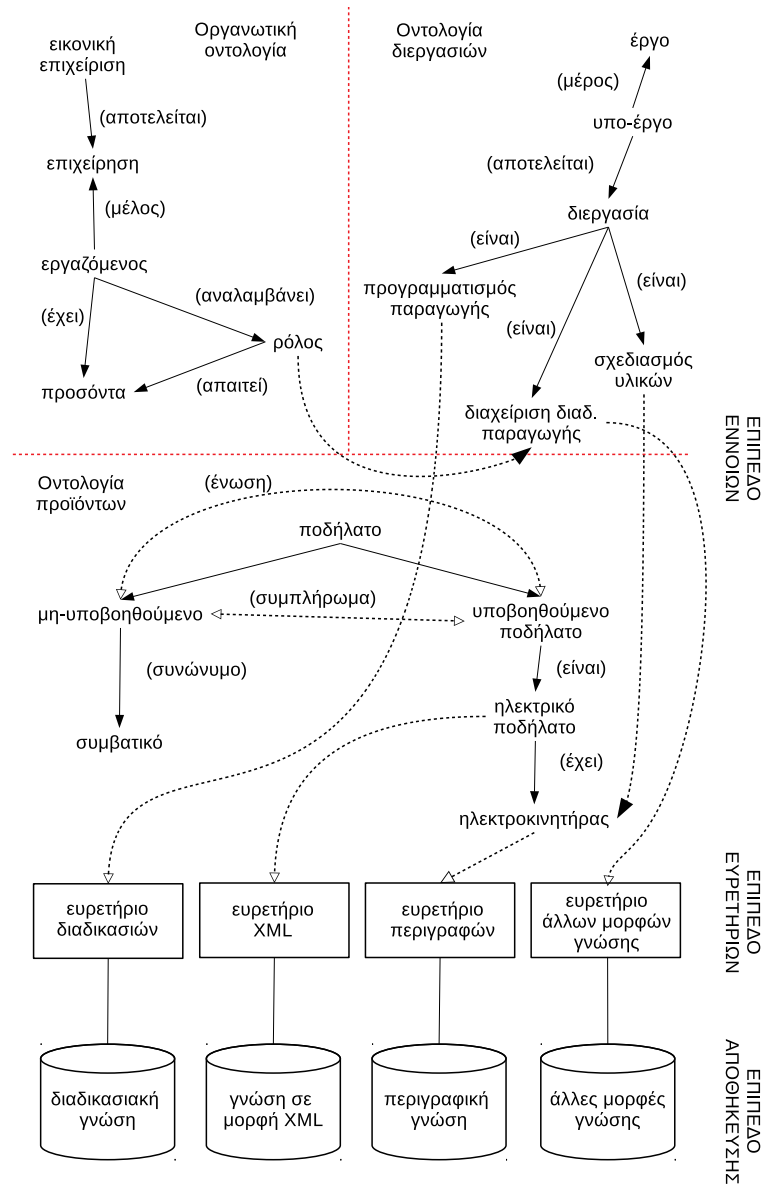 Οργανωτική
οντολογία
εικονική
επιχείριση
(αποτελείται)
επιχείρηση
(μέλος)
εργαζόμενος
(αναλαμβάνει)
(έχει)
ρόλος
(απαιτεί)
προσόντα
Οντολογία
διεργασιών
έργο
(μέρος)
υπο-έργο
(αποτελείται)
διεργασία
(είναι)
προγραμματισμός
παραγωγής
(είναι)
(είναι)
σχεδιασμός
υλικών
διαχείριση διαδ.
παραγωγής
ΕΠΙΠΕΔΟ
ΕΝΝΟΙΩΝ
Οντολογία
προϊόντων
(ένωση)
ποδήλατο
μη-υποβοηθούμενο
(συμπλήρωμα)
υποβοηθούμενο
ποδήλατο
(συνώνυμο)
(είναι)
συμβατικό
ηλεκτρικό
ποδήλατο
(έχει)
ηλεκτροκινητήρας
ευρετήριο
διαδικασιών
ευρετήριο
XML
ευρετήριο
περιγραφών
ευρετήριο
άλλων μορφών
γνώσης
ΕΠΙΠΕΔΟ
ΕΥΡΕΤΗΡΙΩΝ
διαδικασιακή
γνώση
γνώση σε
μορφή XML
περιγραφική
γνώση
άλλες μορφές
γνώσης
ΕΠΙΠΕΔΟ
ΑΠΟΘΗΚΕΥΣΗΣ